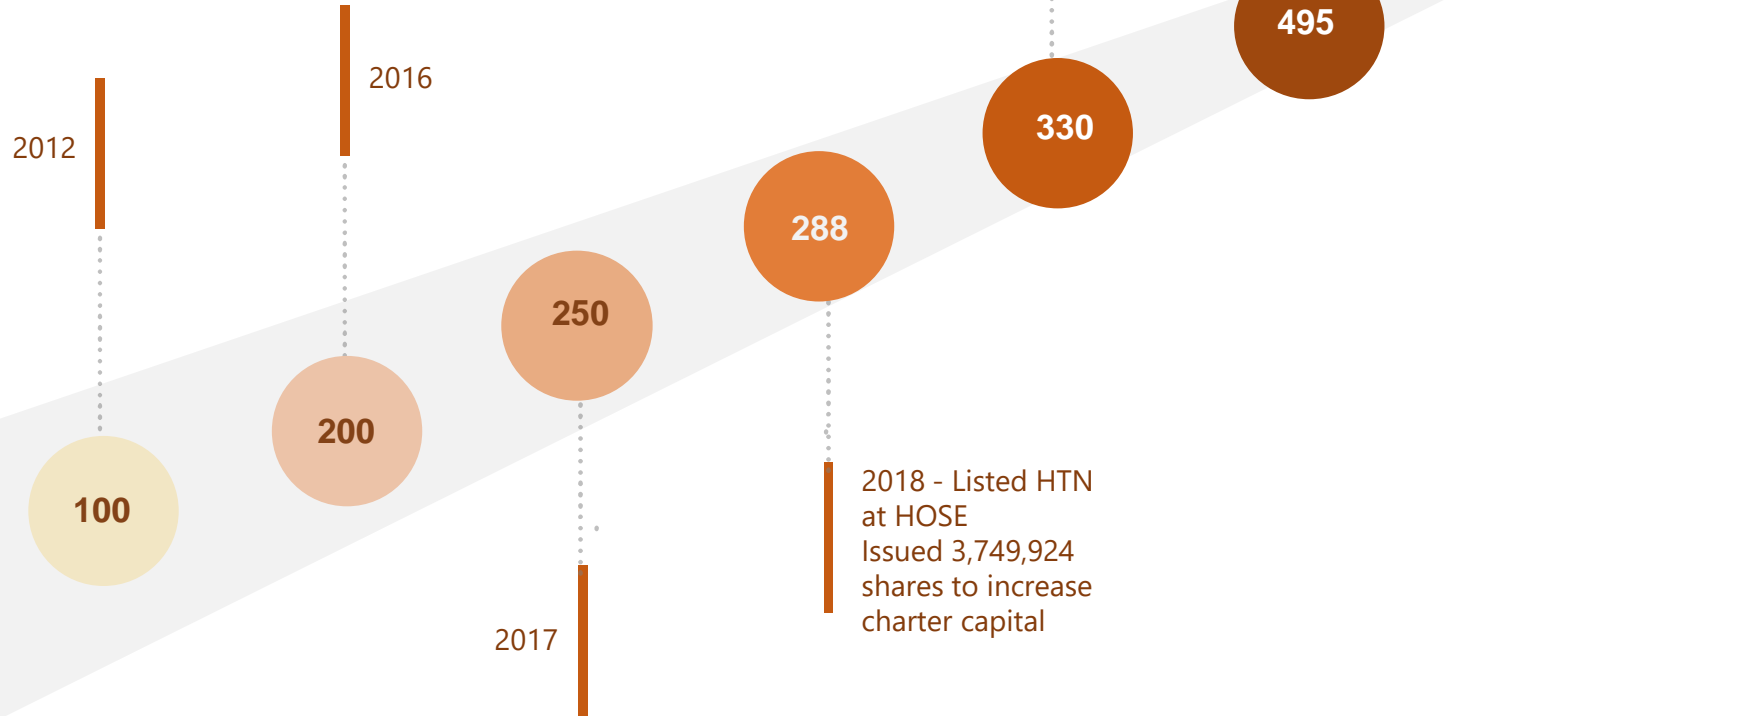 495
2016
330
2012
288
250
200
2018 - Listed HTN
at HOSE
100
Issued 3,749,924
shares to increase
charter capital
2017